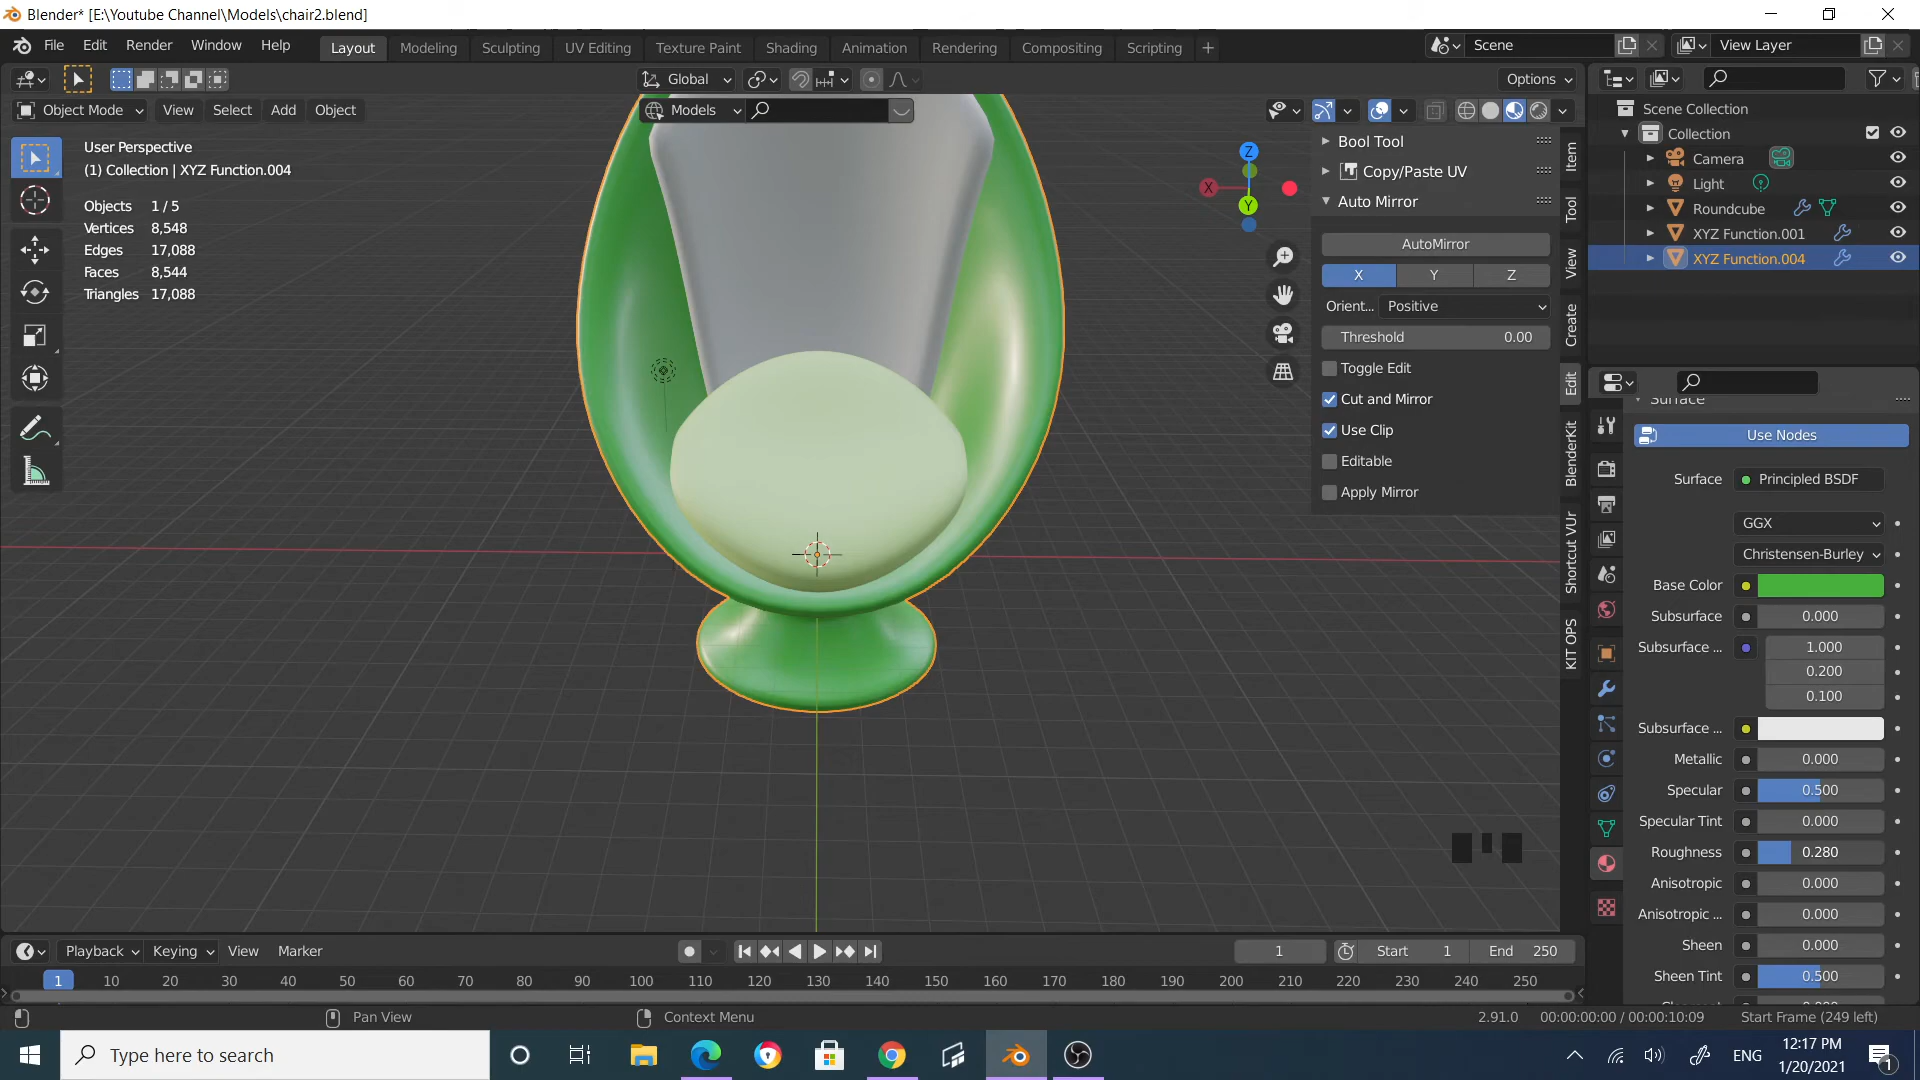 Blender* [E:\Youtube Channel\Models\chair2.blend]
File Edit Render Window Help
Layout Modeling Sculpting UV Editing Texture Paint Shading Animation Rendering Compositing Scripting +
Scene
View Layer
Global
Options
Object Mode View Select Add Object
Models
User Perspective
(1) Collection | XYZ Function.004
Objects 1 / 5
Vertices 8,548
Edges 17,088
Faces 8,544
Triangles 17,088
Z
X
Y
Bool Tool
Copy/Paste UV
Auto Mirror
AutoMirror
X Y Z
Orient... Positive
Threshold 0.00
Toggle Edit
Cut and Mirror
Use Clip
Editable
Apply Mirror
Item
Tool
View
Create
Edit
BlenderKit
Shortcut VUr
KIT OPS
Scene Collection
Collection
Camera
Light
Roundcube
XYZ Function.001
XYZ Function.004
Surface
Use Nodes
Surface Principled BSDF
GGX
Christensen-Burley
Base Color
Subsurface 0.000
Subsurface ... 1.000
0.200
0.100
Subsurface ...
Metallic 0.000
Specular 0.500
Specular Tint 0.000
Roughness 0.280
Anisotropic 0.000
Anisotropic ... 0.000
Sheen 0.000
Sheen Tint 0.500
Playback Keying View Marker
1
Start 1
End 250
1 10 20 30 40 50 60 70 80 90 100 110 120 130 140 150 160 170 180 190 200 210 220 230 240 250
Pan View
Context Menu
2.91.0 00:00:00:00 / 00:00:10:09 Start Frame (249 left)
Type here to search
ENG
12:17 PM
1/20/2021
1